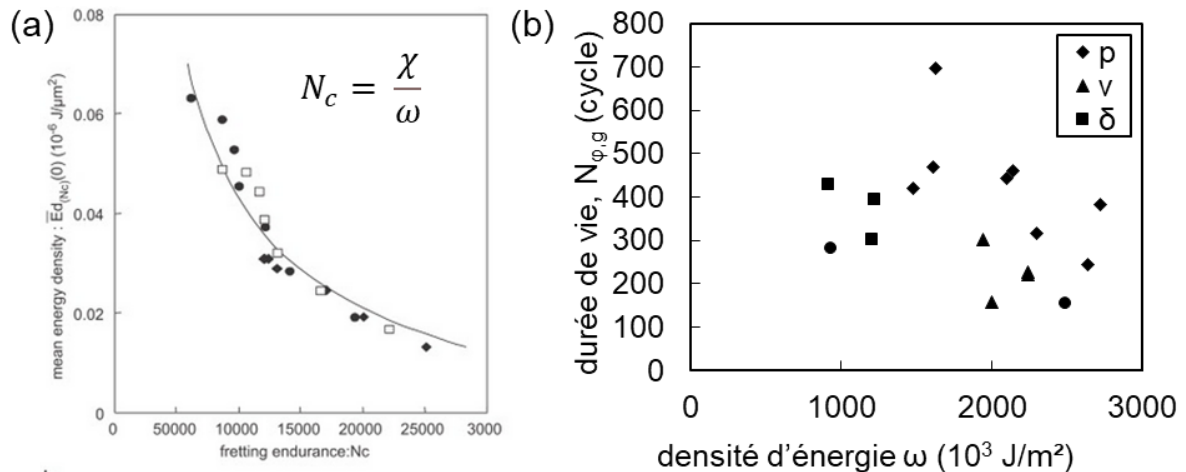 (a)
0.08
0.06
0.04
0.02
0
mean energy density : Ed(Nc)(0) (10⁻⁶ J/μm²)
N_c = χ/ω
0 50000 10000 15000 20000 25000 3000
fretting endurance:Nc
(b)
800
700
600
500
400
300
200
100
0
durée de vie, Nφ,g (cycle)
p
v
δ
0 1000 2000 3000
densité d’énergie ω (10³ J/m²)